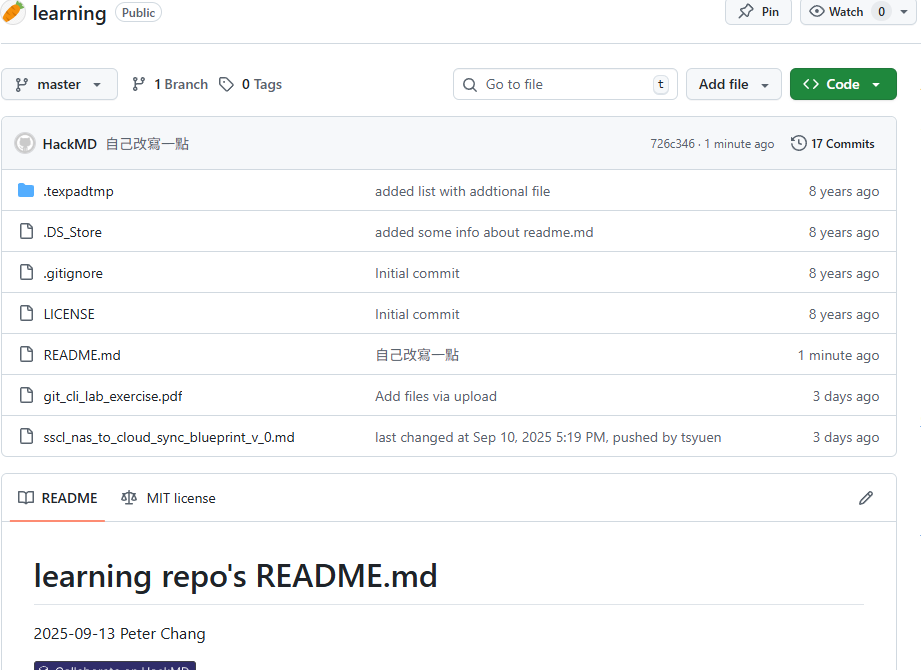 learning Public
Pin Watch 0
master 1 Branch 0 Tags Go to file t Add file Code
HackMD 自己改寫一點 726c346 · 1 minute ago 17 Commits
.texpadtmp added list with addtional file 8 years ago
.DS_Store added some info about readme.md 8 years ago
.gitignore Initial commit 8 years ago
LICENSE Initial commit 8 years ago
README.md 自己改寫一點 1 minute ago
git_cli_lab_exercise.pdf Add files via upload 3 days ago
sscl_nas_to_cloud_sync_blueprint_v_0.md last changed at Sep 10, 2025 5:19 PM, pushed by tsyuen 3 days ago
README MIT license
learning repo's README.md
2025-09-13 Peter Chang
Collaborate on HackMD